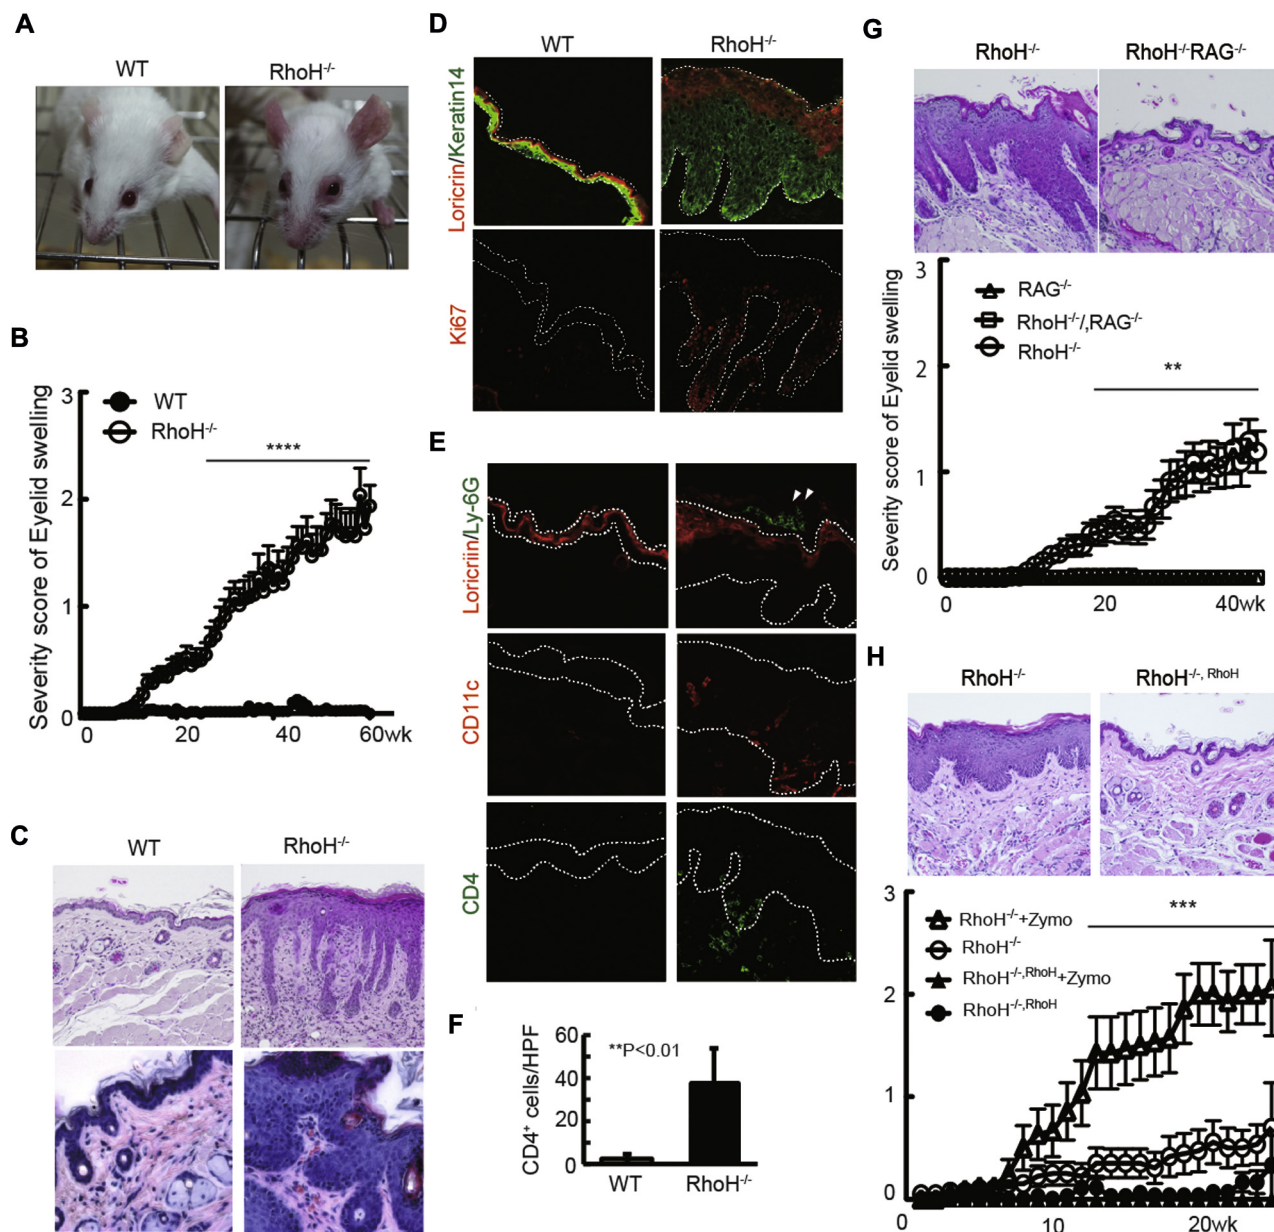 A
WT
RhoH-/-
B
Severity score of Eyelid swelling
3
2
1
0
WT
RhoH-/-
****
0
20
40
60wk
C
WT
RhoH-/-
D
WT
RhoH-/-
Loricrin/Keratin14
Ki67
E
Loricriin/Ly-6G
CD11c
CD4
F
CD4+ cells/HPF
60
40
20
0
**P<0.01
WT
RhoH-/-
G
RhoH-/-
RhoH-/-RAG-/-
Severity score of Eyelid swelling
3
2
1
0
RAG-/-
RhoH-/-/,RAG-/-
RhoH-/-
**
0
20
40wk
H
RhoH-/-
RhoH-/-, RhoH
3
2
1
0
RhoH-/-+Zymo
RhoH-/-
RhoH-/-,RhoH+Zymo
RhoH-/-,RhoH
***
0
10
20wk